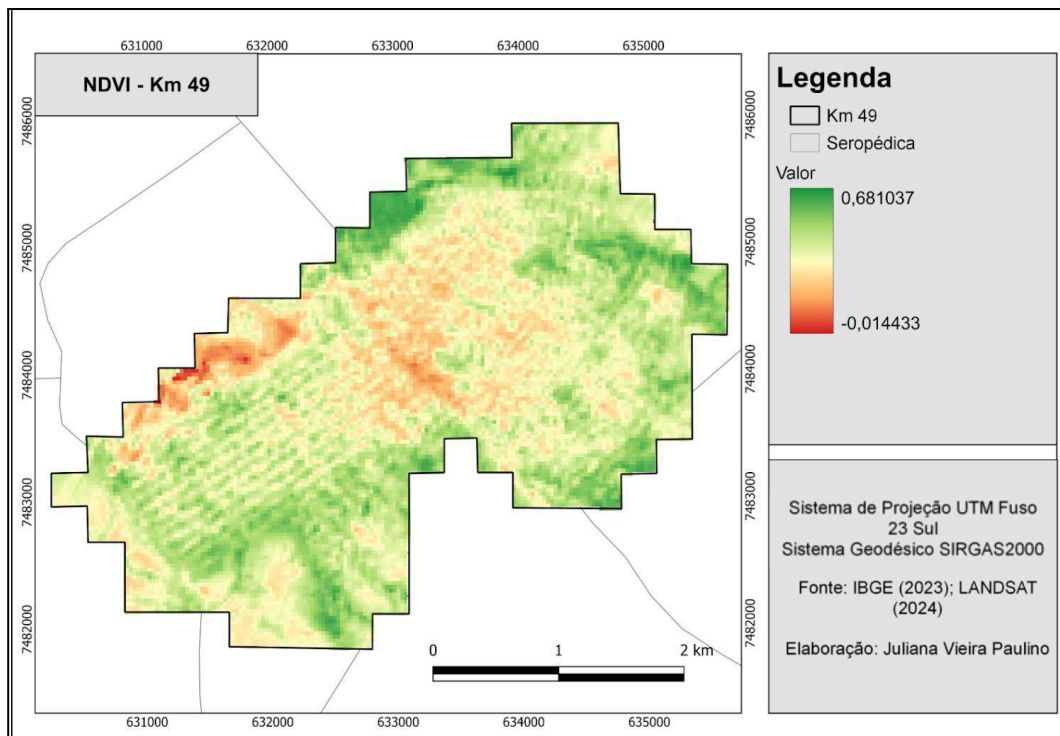 631000 632000 633000 634000 635000
NDVI - Km 49
7486000
7485000
7484000
7483000
7482000
7486000
7485000
7484000
7483000
7482000
0 1 2 km
631000 632000 633000 634000 635000
Legenda
Km 49
Seropédica
Valor
0,681037
-0,014433
Sistema de Projeção UTM Fuso
23 Sul
Sistema Geodésico SIRGAS2000
Fonte: IBGE (2023); LANDSAT
(2024)
Elaboração: Juliana Vieira Paulino